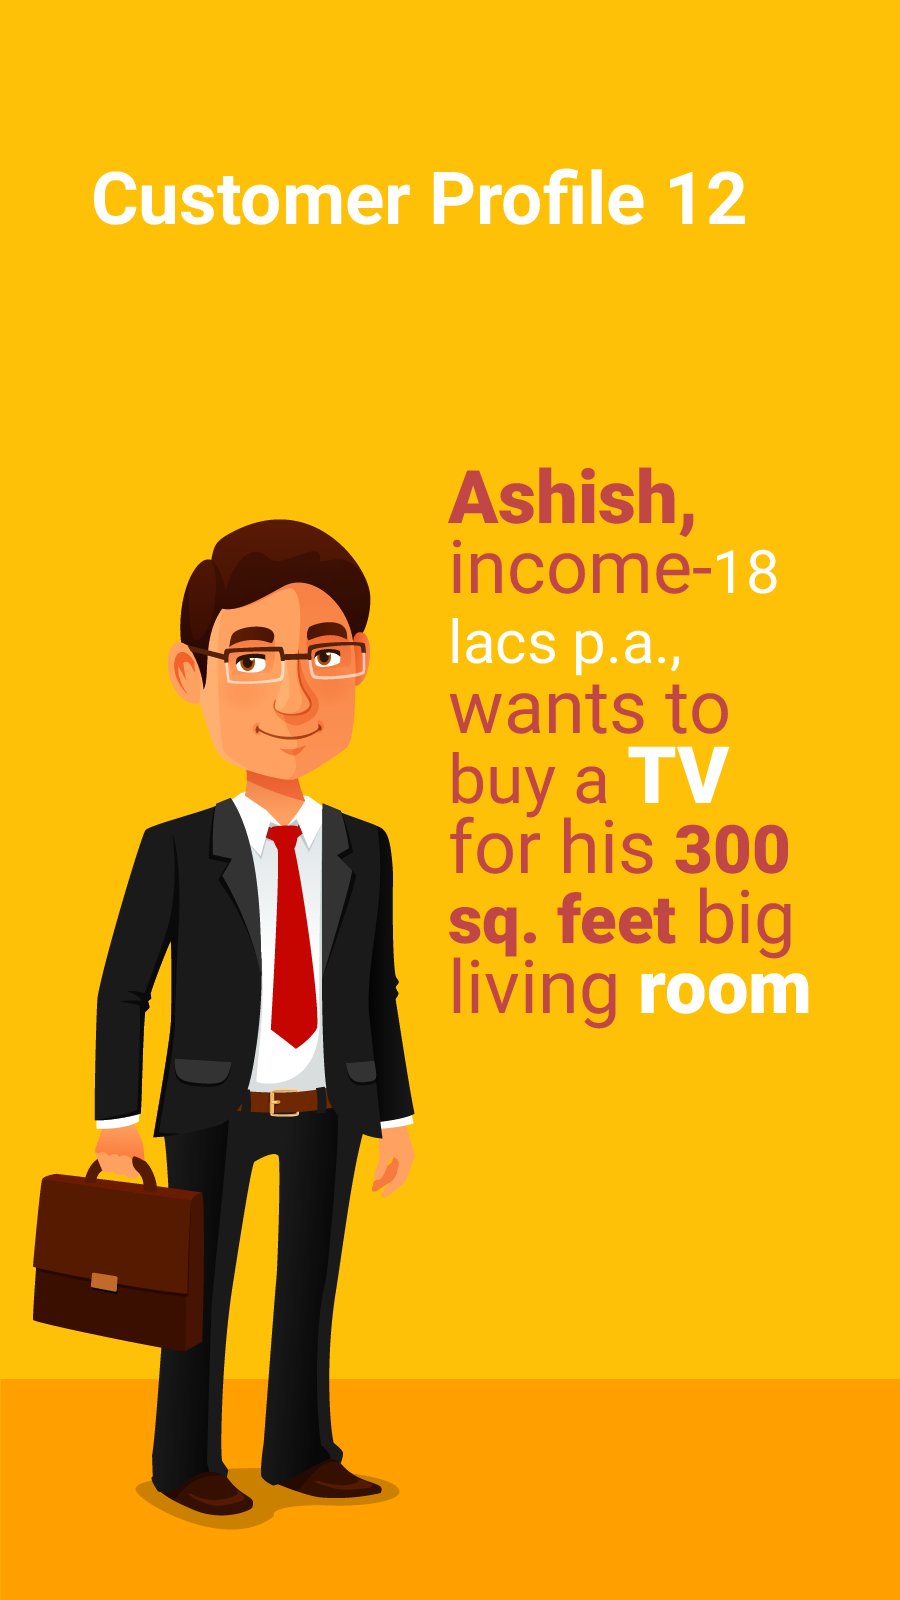 Customer Profile 12
Ashish,
income-18
lacs p.a.,
wants to
buy a TV
for his 300
sq. feet big
living room